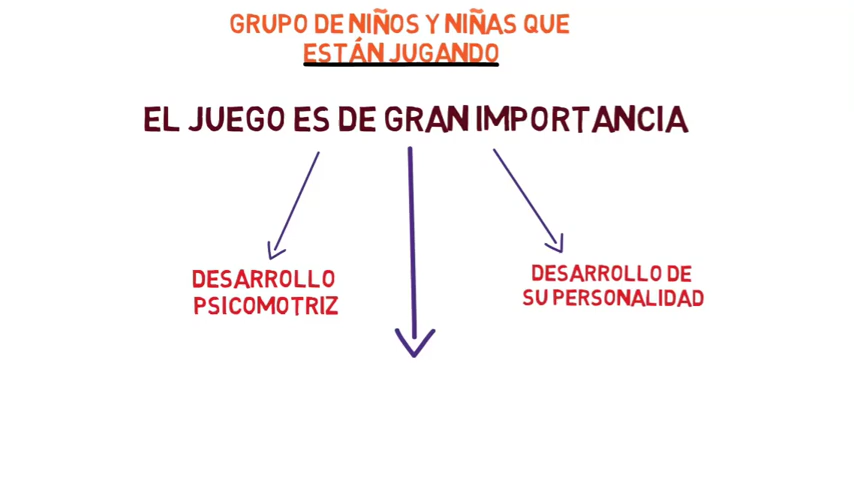 GRUPO DE NIÑOS Y NIÑAS QUE
ESTÁN JUGANDO
EL JUEGO ES DE GRAN IMPORTANCIA
DESARROLLO
PSICOMOTRIZ
DESARROLLO DE
SU PERSONALIDAD